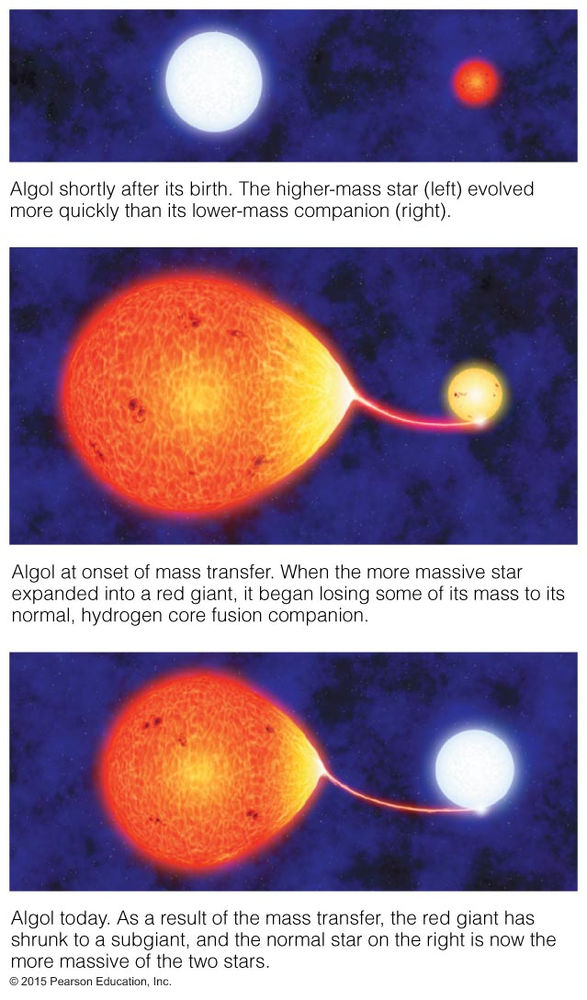 Algol shortly after its birth. The higher-mass star (left) evolved
more quickly than its lower-mass companion (right).
Algol at onset of mass transfer. When the more massive star
expanded into a red giant, it began losing some of its mass to its
normal, hydrogen core fusion companion.
Algol today. As a result of the mass transfer, the red giant has
shrunk to a subgiant, and the normal star on the right is now the
more massive of the two stars.
© 2015 Pearson Education, Inc.